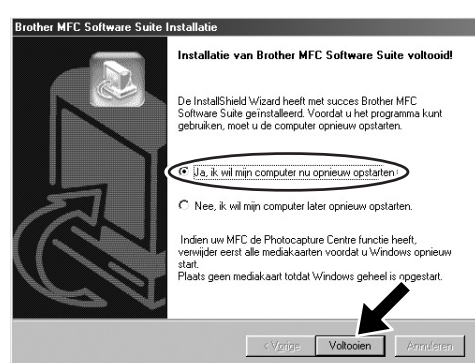 Brother MFC Software Suite Installatie
Installatie van Brother MFC Software Suite voltooid!
De InstallShield Wizard heeft met succes Brother MFC
Software Suite geïnstalleerd. Voordat u het programma kunt
gebruiken, moet u de computer opnieuw opstarten.
Ja, ik wil mijn computer nu opnieuw opstarten
Nee, ik wil mijn computer later opnieuw opstarten.
Indien uw MFC de Photocapture Centre functie heeft,
verwijder eerst alle mediakaarten voordat u Windows opnieuw
start.
Plaats geen mediakaart totdat Windows geheel is opgestart.
< Vorige Voltooien Annuleren